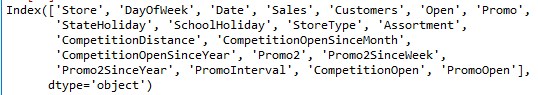 Index(['Store', 'DayOfWeek', 'Date', 'Sales', 'Customers', 'Open', 'Promo',
'StateHoliday', 'SchoolHoliday', 'StoreType', 'Assortment',
'CompetitionDistance', 'CompetitionOpenSinceMonth',
'CompetitionOpenSinceYear', 'Promo2', 'Promo2SinceWeek',
'Promo2SinceYear', 'PromoInterval', 'CompetitionOpen', 'PromoOpen'],
dtype='object')